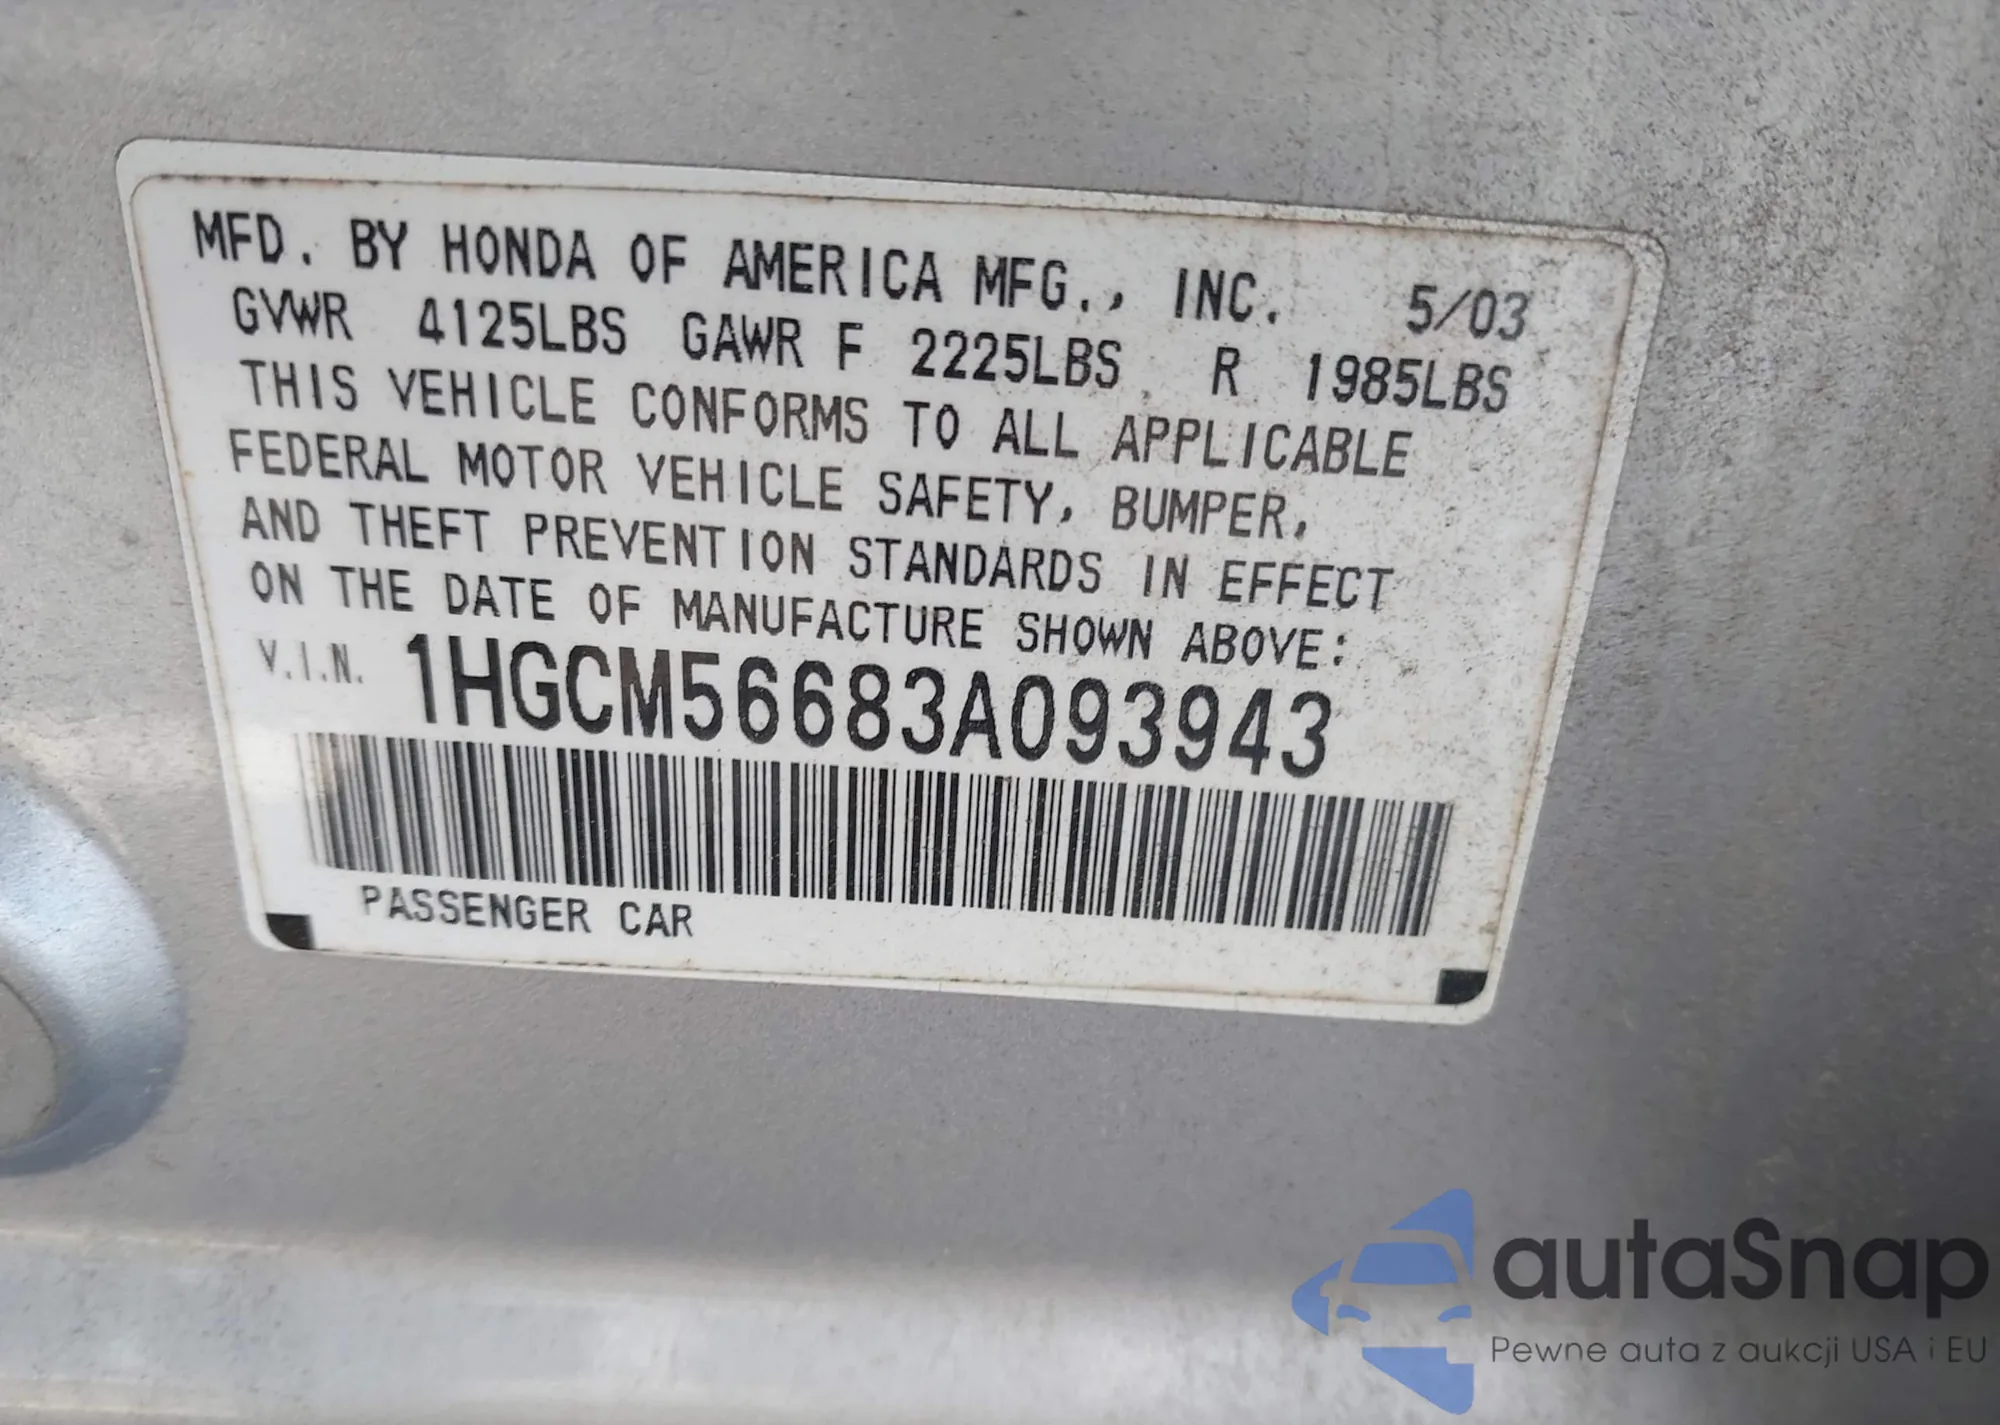 MFD. BY HONDA OF AMERICA MFG., INC. 5/03
GVWR 4125LBS GAWR F 2225LBS R 1985LBS
THIS VEHICLE CONFORMS TO ALL APPLICABLE
FEDERAL MOTOR VEHICLE SAFETY, BUMPER,
AND THEFT PREVENTION STANDARDS IN EFFECT
ON THE DATE OF MANUFACTURE SHOWN ABOVE:
V.I.N. 1HGCM56683A093943
PASSENGER CAR
autaSnap
Pewne auta z aukcji USA i EU